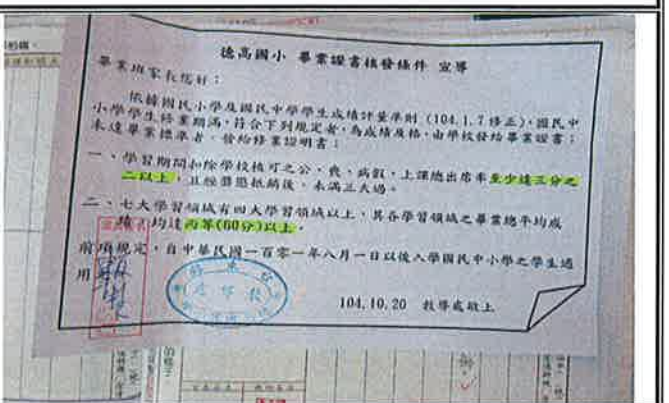 德高國小 畢業證書核發條件 宣導
畢業班家長您好：
依據國民小學及國民中學學生成績評量準則（104.1.7修正），國民中
小學學生修業期滿，符合下列規定者，為成績及格，由學校發給畢業證書；
未達畢業標準者，發給修業證明書：
一、學習期間扣除學校核可之公、喪、病假，上課總出席率至少達三分之
二以上，且經獎懲抵銷後，未滿三大過。
二、七大學習領域有四大學習領域以上，其各學習領域之畢業總平均成
績，均達丙等(60分)以上。
前項規定，自中華民國一百零一年八月一日以後入學國民中小學之學生適
用
104.10.20 教導處敬上